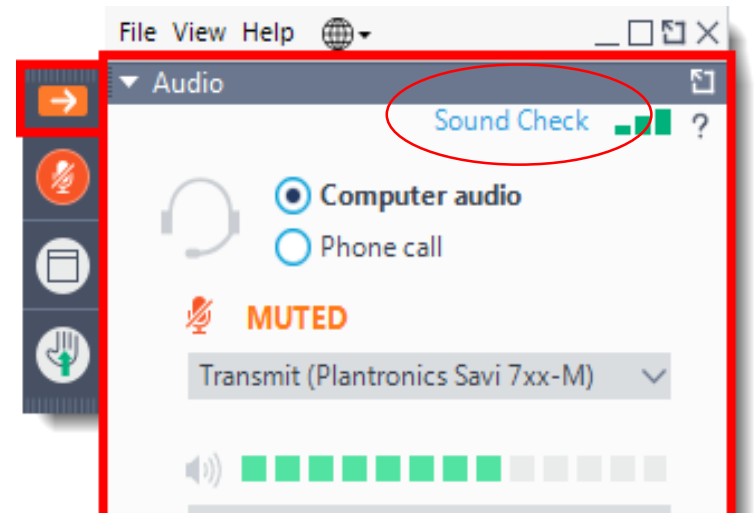 File View Help
Audio
Sound Check ?
Computer audio
Phone call
MUTED
Transmit (Plantronics Savi 7xx-M)